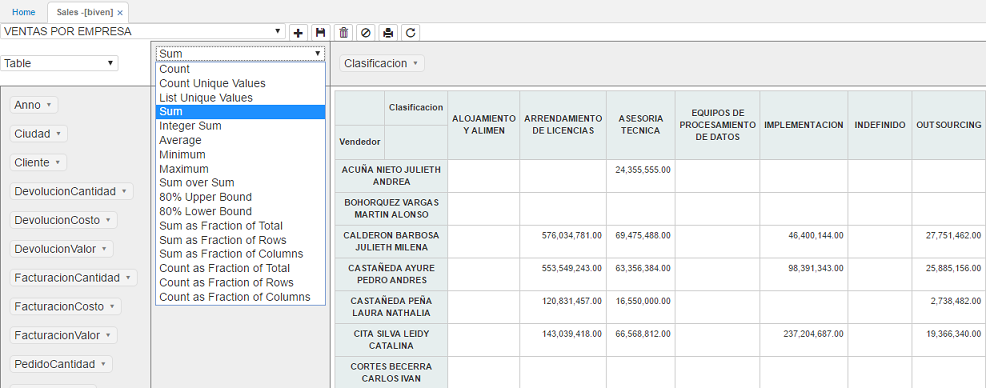 Home
Sales -[biven] ×
VENTAS POR EMPRESA
Table
Sum
Count
Count Unique Values
List Unique Values
Sum
Integer Sum
Average
Minimum
Maximum
Sum over Sum
80% Upper Bound
80% Lower Bound
Sum as Fraction of Total
Sum as Fraction of Rows
Sum as Fraction of Columns
Count as Fraction of Total
Count as Fraction of Rows
Count as Fraction of Columns
Clasificacion
Anno
Ciudad
Cliente
DevolucionCantidad
DevolucionCosto
DevolucionValor
FacturacionCantidad
FacturacionCosto
FacturacionValor
PedidoCantidad
Clasificacion
Vendedor
ALOJAMIENTO
Y ALIMEN
ARRENDAMIENTO
DE LICENCIAS
ASESORIA
TECNICA
EQUIPOS DE
PROCESAMIENTO
DE DATOS
IMPLEMENTACION
INDEFINIDO
OUTSOURCING
ACUÑA NIETO JULIETH
ANDREA
24,355,555.00
BOHORQUEZ VARGAS
MARTIN ALONSO
CALDERON BARBOSA
JULIETH MILENA
576,034,781.00 69,475,488.00 46,400,144.00 27,751,462.00
CASTAÑEDA AYURE
PEDRO ANDRES
553,549,243.00 63,356,384.00 98,391,343.00 25,885,156.00
CASTAÑEDA PEÑA
LAURA NATHALIA
120,831,457.00 16,550,000.00 2,738,482.00
CITA SILVA LEIDY
CATALINA
143,039,418.00 66,568,812.00 237,204,687.00 19,366,340.00
CORTES BECERRA
CARLOS IVAN